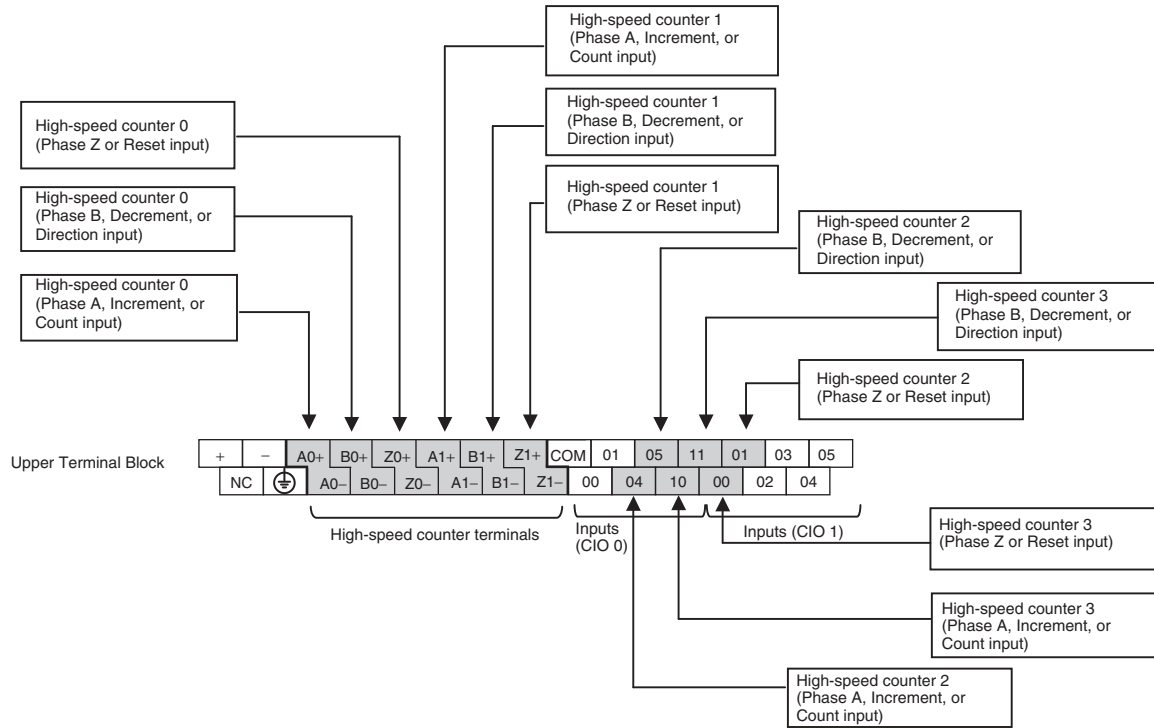 High-speed counter 1
(Phase A, Increment, or
Count input)
High-speed counter 0
(Phase Z or Reset input)
High-speed counter 1
(Phase B, Decrement, or
Direction input)
High-speed counter 0
(Phase B, Decrement, or
Direction input)
High-speed counter 1
(Phase Z or Reset input)
High-speed counter 2
(Phase B, Decrement, or
Direction input)
High-speed counter 0
(Phase A, Increment, or
Count input)
High-speed counter 3
(Phase B, Decrement, or
Direction input)
High-speed counter 2
(Phase Z or Reset input)
Upper Terminal Block
+ − A0+ B0+ Z0+ A1+ B1+ Z1+ COM 01 05 11 01 03 05
NC A0− B0− Z0− A1− B1− Z1− 00 04 10 00 02 04
High-speed counter terminals
Inputs
(CIO 0)
Inputs (CIO 1)
High-speed counter 3
(Phase Z or Reset input)
High-speed counter 3
(Phase A, Increment, or
Count input)
High-speed counter 2
(Phase A, Increment, or
Count input)